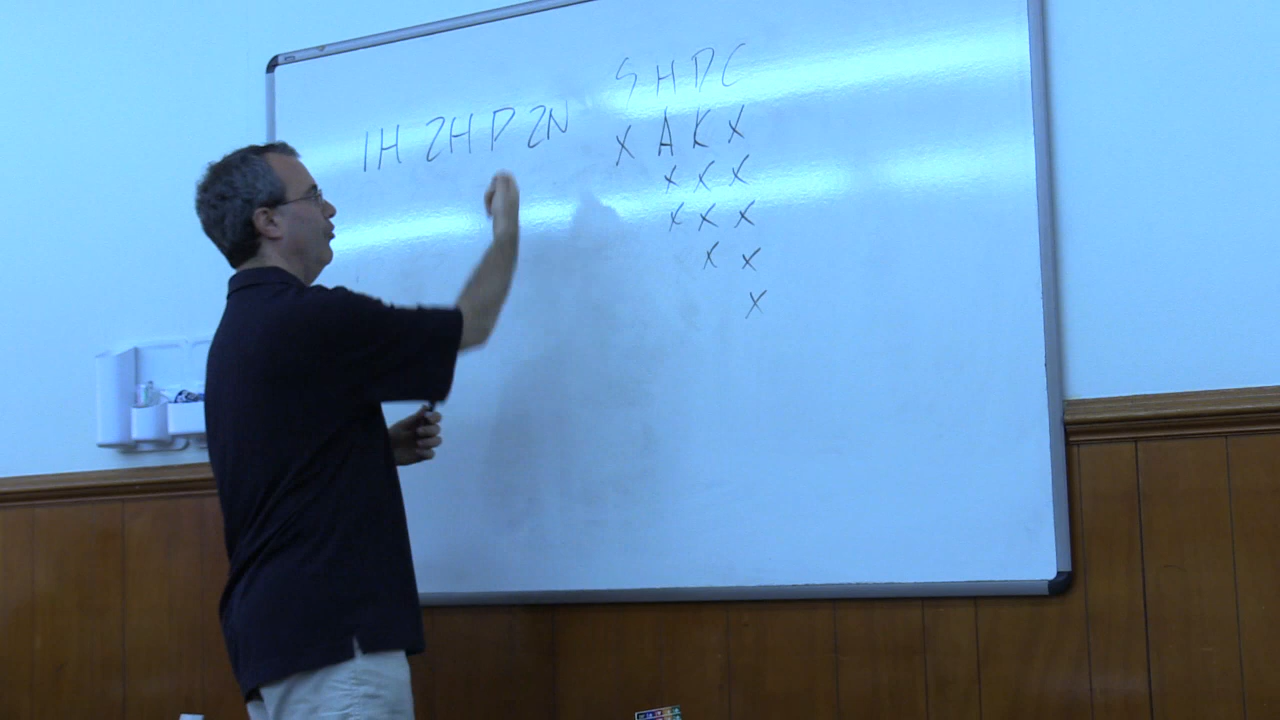 S H D C
1H 2H P 2N
X A K X
X X X
X X X
X X
X